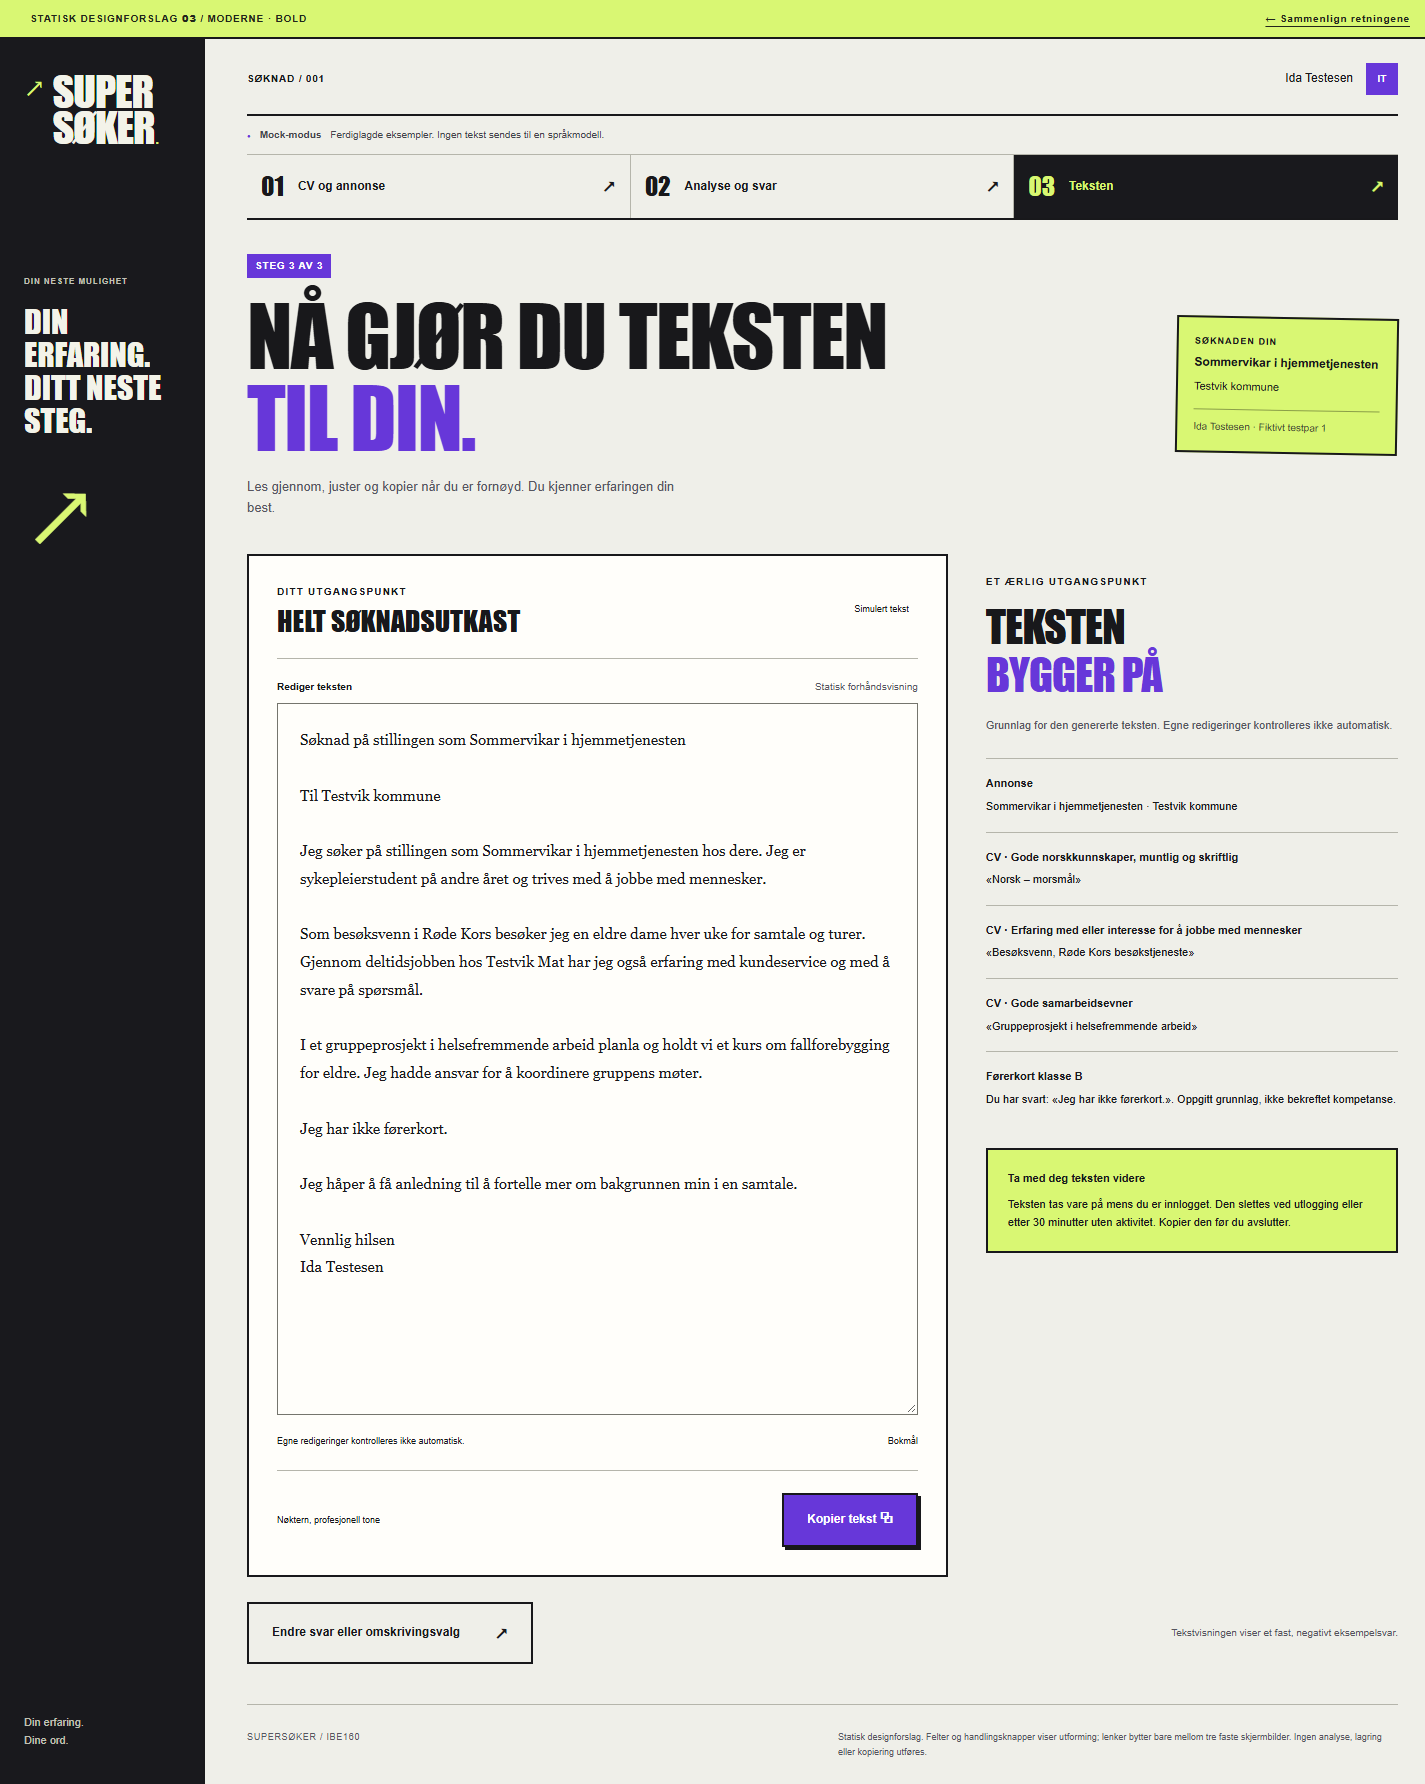 STATISK DESIGNFORSLAG 03 / MODERNE · BOLD
← Sammenlign retningene
↗ SUPER
SØKER.
DIN NESTE MULIGHET
DIN
ERFARING.
DITT NESTE
STEG.
↗
Din erfaring.
Dine ord.
SØKNAD / 001
Ida Testesen IT
• Mock-modus Ferdiglagde eksempler. Ingen tekst sendes til en språkmodell.
01 CV og annonse ↗
02 Analyse og svar ↗
03 Teksten ↗
STEG 3 AV 3
NÅ GJØR DU TEKSTEN
TIL DIN.
Les gjennom, juster og kopier når du er fornøyd. Du kjenner erfaringen din
best.
SØKNADEN DIN
Sommervikar i hjemmetjenesten
Testvik kommune
Ida Testesen · Fiktivt testpar 1
DITT UTGANGSPUNKT
HELT SØKNADSUTKAST
Simulert tekst
Rediger teksten
Statisk forhåndsvisning
Søknad på stillingen som Sommervikar i hjemmetjenesten
Til Testvik kommune
Jeg søker på stillingen som Sommervikar i hjemmetjenesten hos dere. Jeg er
sykepleierstudent på andre året og trives med å jobbe med mennesker.
Som besøksvenn i Røde Kors besøker jeg en eldre dame hver uke for samtale og turer.
Gjennom deltidsjobben hos Testvik Mat har jeg også erfaring med kundeservice og med å
svare på spørsmål.
I et gruppeprosjekt i helsefremmende arbeid planla og holdt vi et kurs om fallforebygging
for eldre. Jeg hadde ansvar for å koordinere gruppens møter.
Jeg har ikke førerkort.
Jeg håper å få anledning til å fortelle mer om bakgrunnen min i en samtale.
Vennlig hilsen
Ida Testesen
Egne redigeringer kontrolleres ikke automatisk.
Bokmål
Nøktern, profesjonell tone
Kopier tekst
ET ÆRLIG UTGANGSPUNKT
TEKSTEN
BYGGER PÅ
Grunnlag for den genererte teksten. Egne redigeringer kontrolleres ikke automatisk.
Annonse
Sommervikar i hjemmetjenesten · Testvik kommune
CV · Gode norskkunnskaper, muntlig og skriftlig
«Norsk – morsmål»
CV · Erfaring med eller interesse for å jobbe med mennesker
«Besøksvenn, Røde Kors besøkstjeneste»
CV · Gode samarbeidsevner
«Gruppeprosjekt i helsefremmende arbeid»
Førerkort klasse B
Du har svart: «Jeg har ikke førerkort.». Oppgitt grunnlag, ikke bekreftet kompetanse.
Ta med deg teksten videre
Teksten tas vare på mens du er innlogget. Den slettes ved utlogging eller
etter 30 minutter uten aktivitet. Kopier den før du avslutter.
Endre svar eller omskrivingsvalg ↗
Tekstvisningen viser et fast, negativt eksempelsvar.
SUPERSØKER / IBE160
Statisk designforslag. Felter og handlingsknapper viser utforming; lenker bytter bare mellom tre faste skjermbilder. Ingen analyse, lagring
eller kopiering utføres.